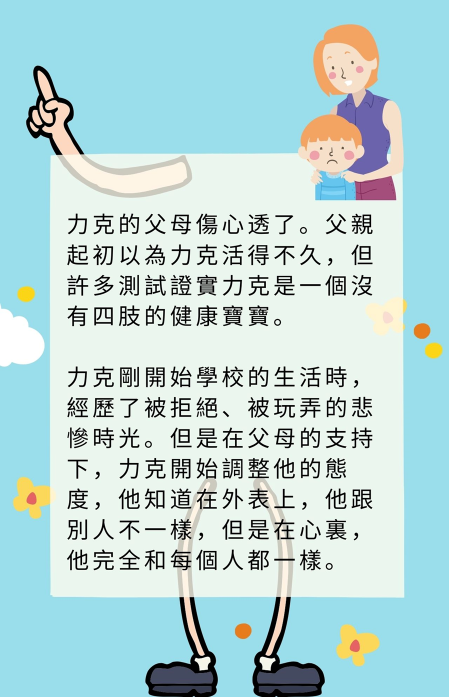 力克的父母傷心透了。父親
起初以為力克活得不久，但
許多測試證實力克是一個沒
有四肢的健康寶寶。
力克剛開始學校的生活時，
經歷了被拒絕、被玩弄的悲
慘時光。但是在父母的支持
下，力克開始調整他的態
度，他知道在外表上，他跟
別人不一樣，但是在心裏，
他完全和每個人都一樣。